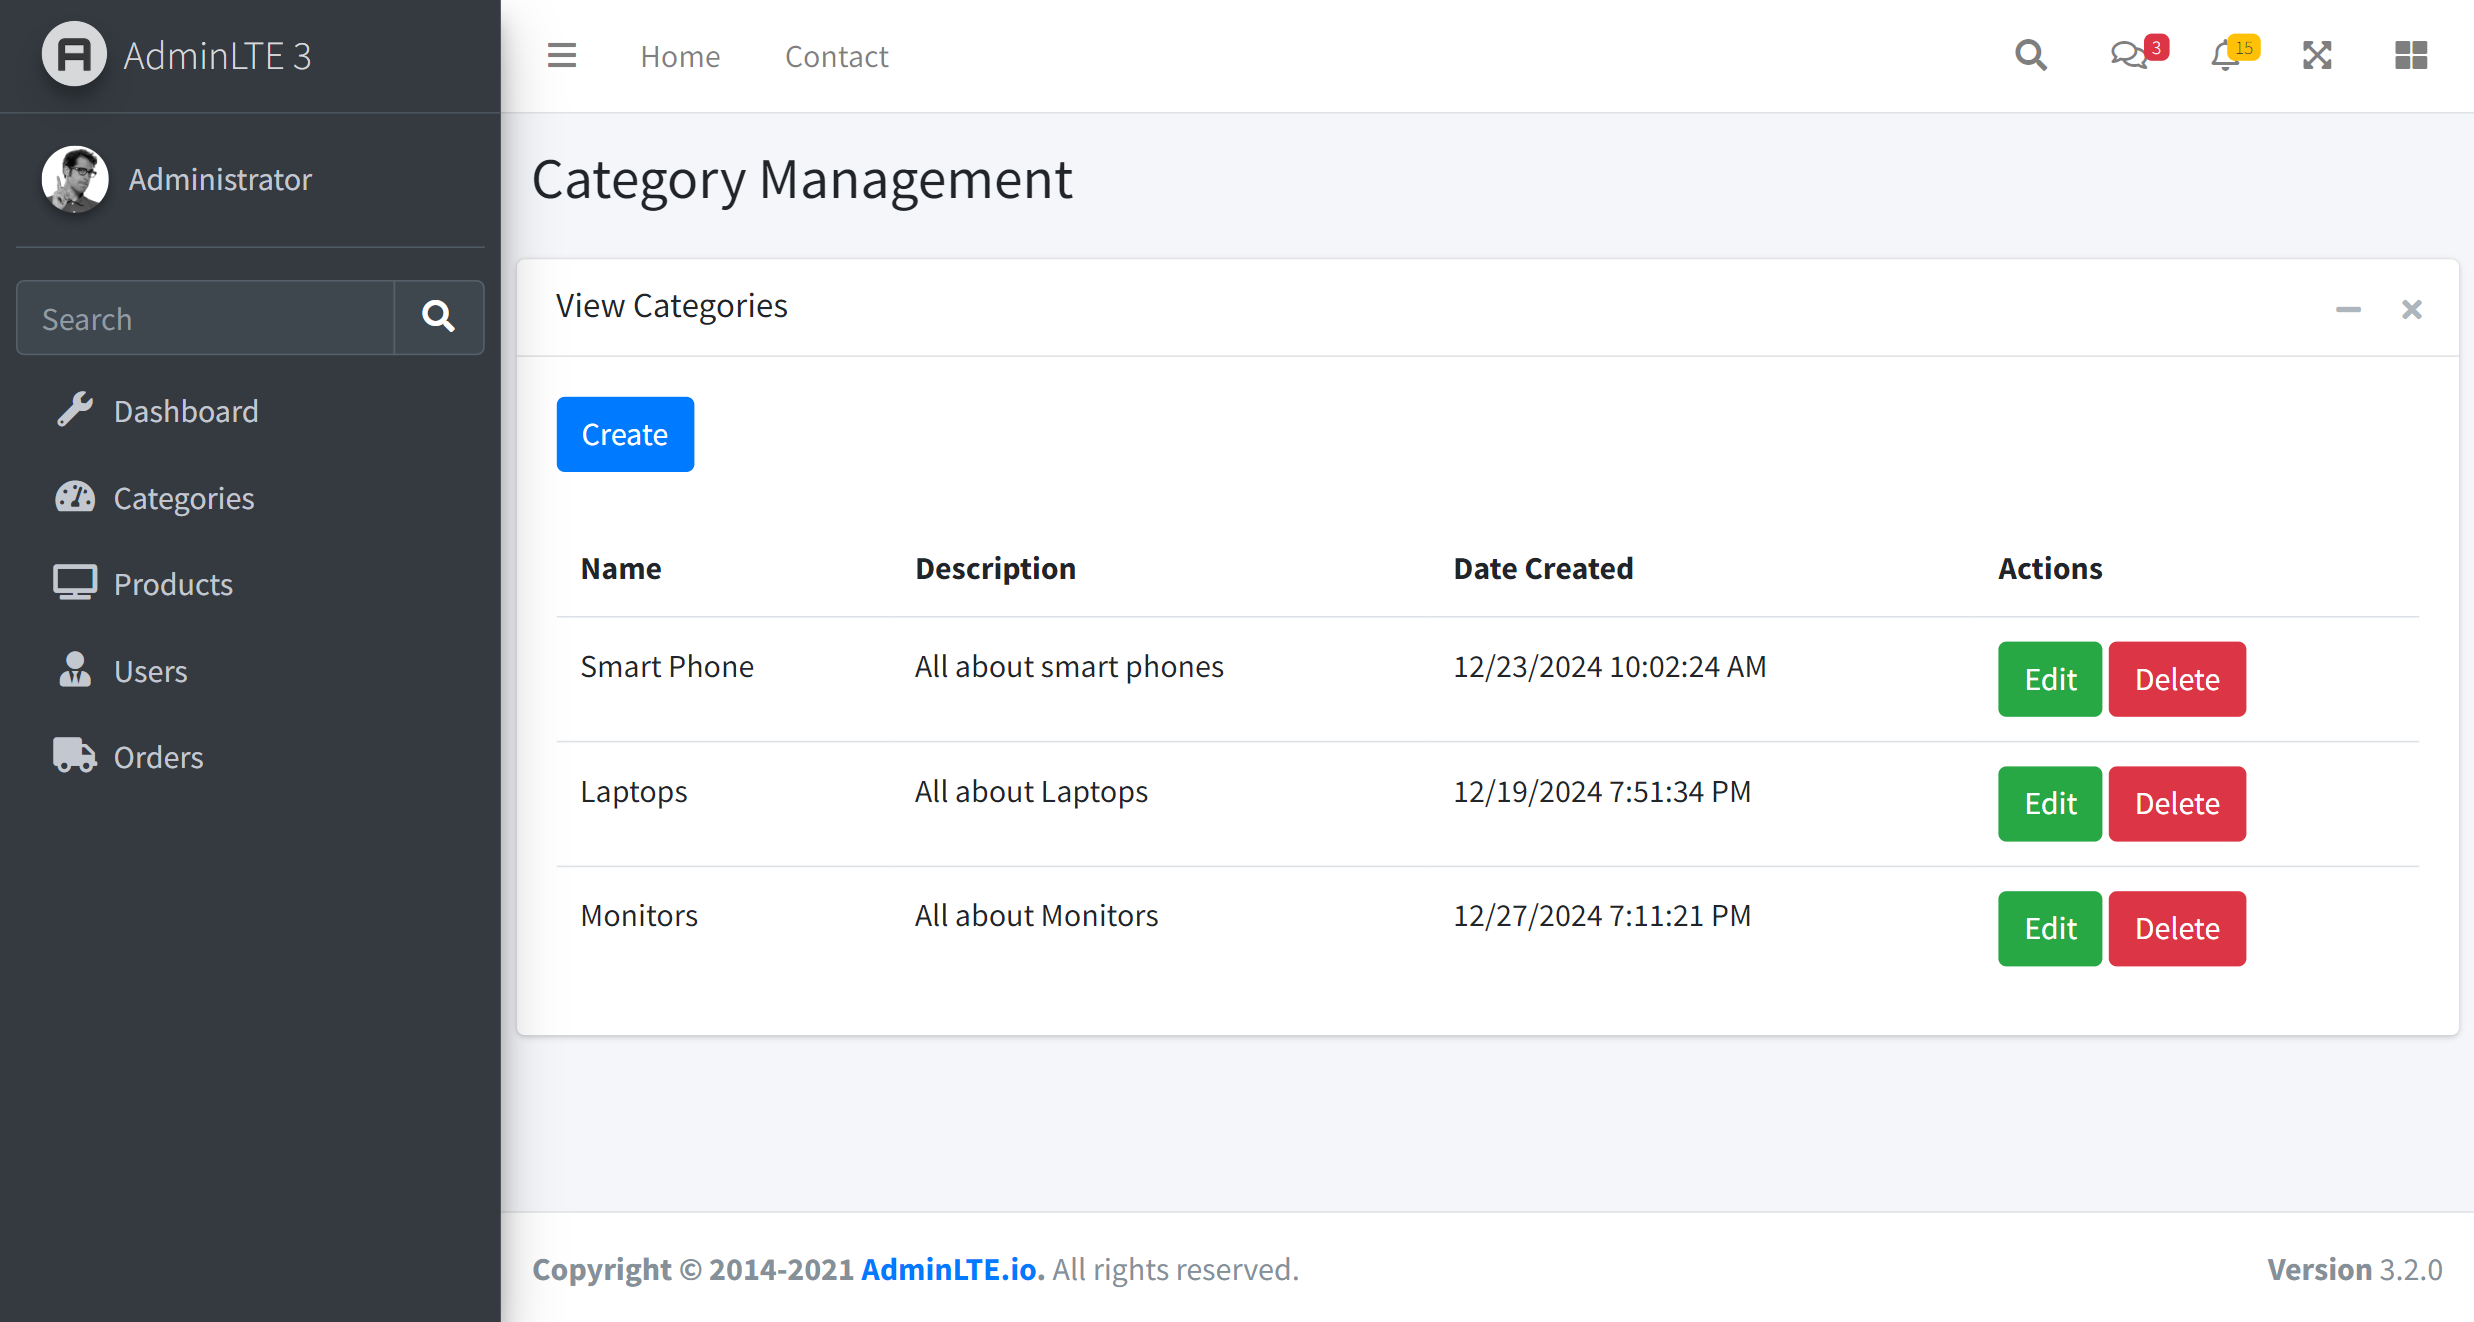 AdminLTE 3
Home
Contact
3
15
Administrator
Search
Dashboard
Categories
Products
Users
Orders
Category Management
View Categories
Create
Name Description Date Created Actions
Smart Phone All about smart phones 12/23/2024 10:02:24 AM Edit Delete
Laptops All about Laptops 12/19/2024 7:51:34 PM Edit Delete
Monitors All about Monitors 12/27/2024 7:11:21 PM Edit Delete
Copyright © 2014-2021 AdminLTE.io. All rights reserved.
Version 3.2.0